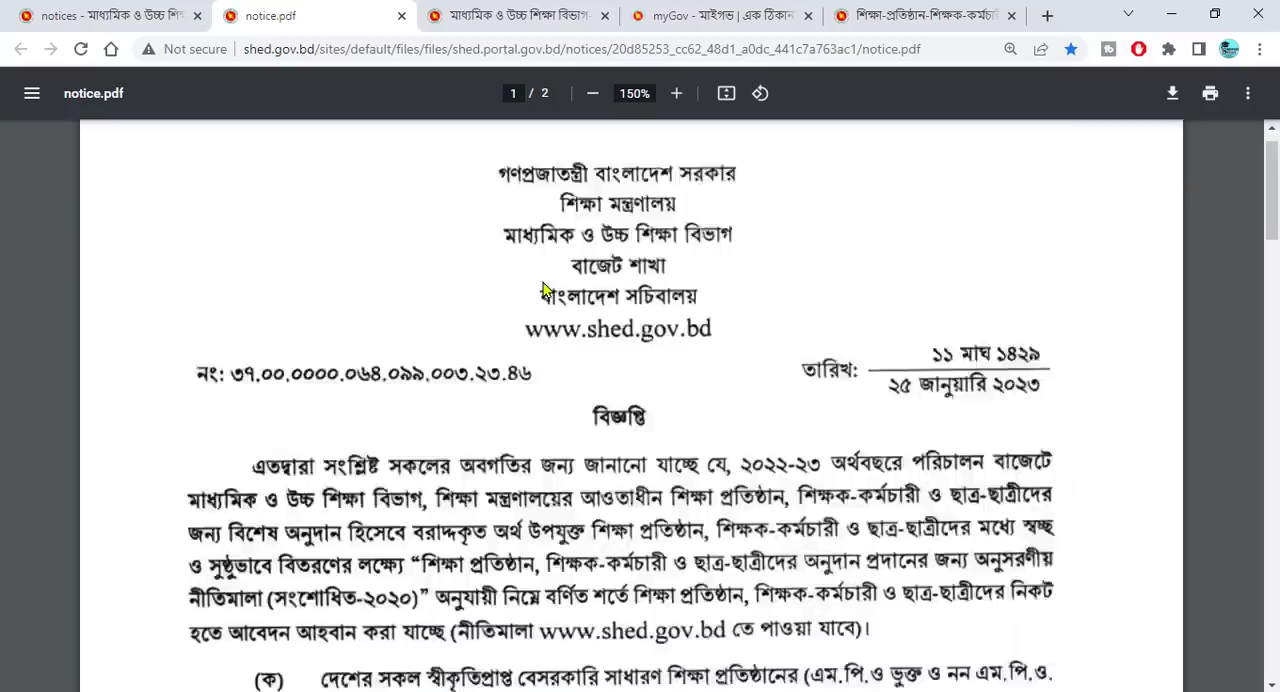 notices - মাধ্যমিক ও উচ্চ শি
notice.pdf
মাধ্যমিক ও উচ্চ শিক্ষা বিভাগ-
myGov - মাইগভ | এক ঠিকান
শিক্ষা-প্রতিষ্ঠান-শিক্ষক-কর্মচারি
Not secure | shed.gov.bd/sites/default/files/files/shed.portal.gov.bd/notices/20d85253_cc62_48d1_a0dc_441c7a763ac1/notice.pdf
notice.pdf 1 / 2 150%
গণপ্রজাতন্ত্রী বাংলাদেশ সরকার
শিক্ষা মন্ত্রণালয়
মাধ্যমিক ও উচ্চ শিক্ষা বিভাগ
বাজেট শাখা
বাংলাদেশ সচিবালয়
www.shed.gov.bd
নং: ৩৭.০০.০০০০.০৬৪.০৯৯.০০৩.২৩.৪৬
তারিখ: ১১ মাঘ ১৪২৯
২৫ জানুয়ারি ২০২৩
বিজ্ঞপ্তি
এতদ্বারা সংশ্লিষ্ট সকলের অবগতির জন্য জানানো যাচ্ছে যে, ২০২২-২৩ অর্থবছরে পরিচালন বাজেটে
মাধ্যমিক ও উচ্চ শিক্ষা বিভাগ, শিক্ষা মন্ত্রণালয়ের আওতাধীন শিক্ষা প্রতিষ্ঠান, শিক্ষক-কর্মচারী ও ছাত্র-ছাত্রীদের
জন্য বিশেষ অনুদান হিসেবে বরাদ্দকৃত অর্থ উপযুক্ত শিক্ষা প্রতিষ্ঠান, শিক্ষক-কর্মচারী ও ছাত্র-ছাত্রীদের মধ্যে স্বচ্ছ
ও সুষ্ঠুভাবে বিতরণের লক্ষ্যে “শিক্ষা প্রতিষ্ঠান, শিক্ষক-কর্মচারী ও ছাত্র-ছাত্রীদের অনুদান প্রদানের জন্য অনুসরণীয়
নীতিমালা (সংশোধিত-২০২০)” অনুযায়ী নিম্নে বর্ণিত শর্তে শিক্ষা প্রতিষ্ঠান, শিক্ষক-কর্মচারী ও ছাত্র-ছাত্রীদের নিকট
হতে আবেদন আহবান করা যাচ্ছে (নীতিমালা www.shed.gov.bd তে পাওয়া যাবে)।
(ক) দেশের সকল স্বীকৃতিপ্রাপ্ত বেসরকারি সাধারণ শিক্ষা প্রতিষ্ঠানের (এম.পি.ও ভুক্ত ও নন এম.পি.ও.